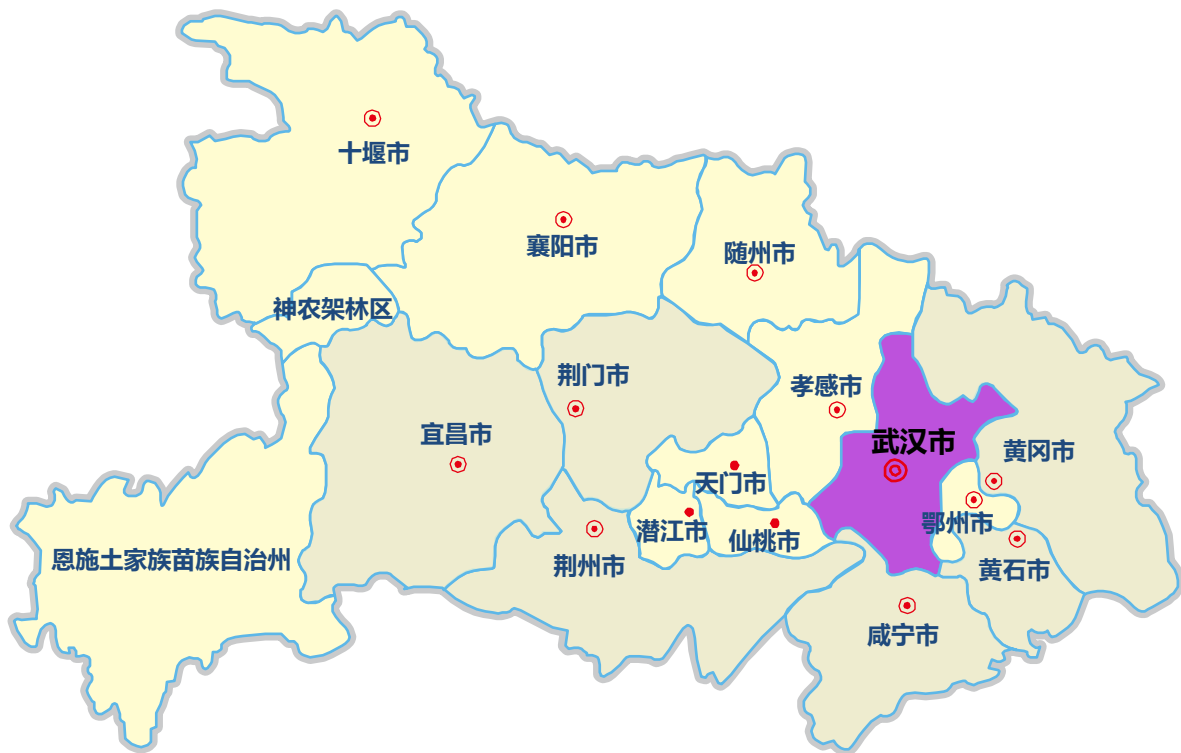 十堰市
襄阳市
随州市
神农架林区
荆门市
孝感市
宜昌市
武汉市
黄冈市
天门市
鄂州市
潜江市
仙桃市
恩施土家族苗族自治州
荆州市
黄石市
咸宁市